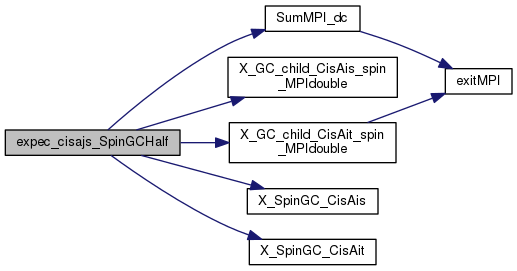 SumMPI_dc
X_GC_child_CisAis_spin
_MPIdouble
exitMPI
expec_cisajs_SpinGCHalf
X_GC_child_CisAit_spin
_MPIdouble
X_SpinGC_CisAis
X_SpinGC_CisAit